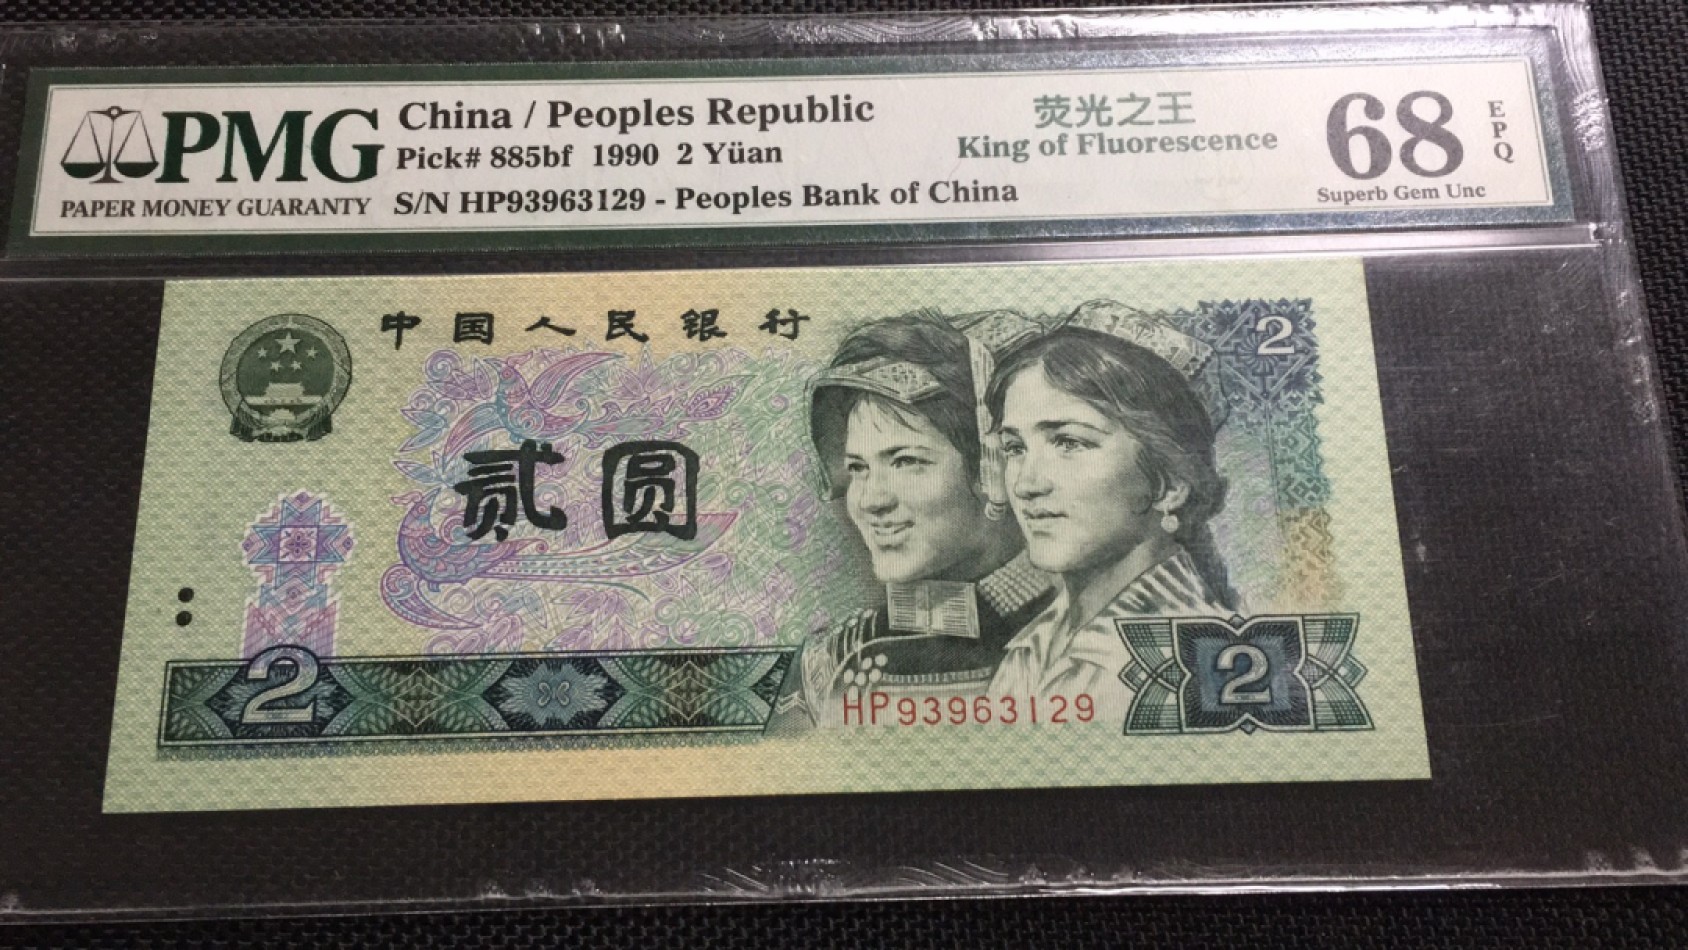 PMG
PAPER MONEY GUARANTY
China / Peoples Republic
Pick# 885bf 1990 2 Yüan
S/N HP93963129 - Peoples Bank of China
荧光之王
King of Fluorescence
68
EPQ
Superb Gem Unc
中国人民银行
2
贰圆
2
HP93963129
2